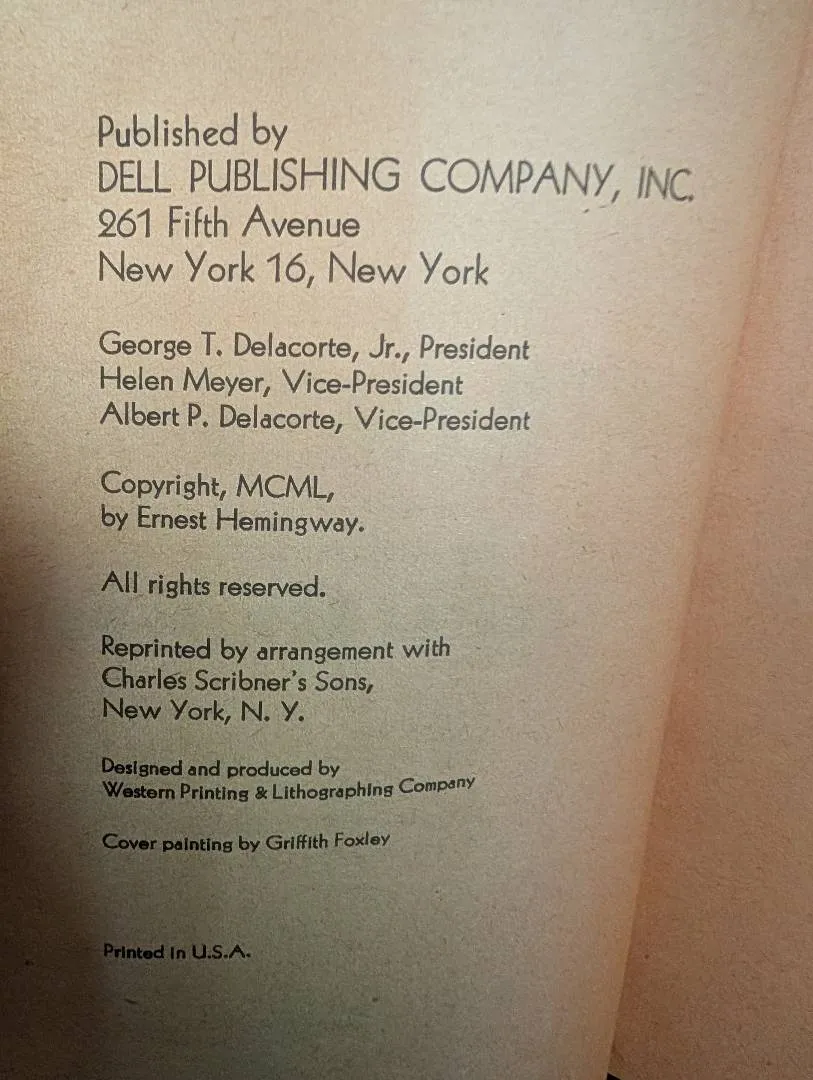 Published by
DELL PUBLISHING COMPANY, INC.
261 Fifth Avenue
New York 16, New York
George T. Delacorte, Jr., President
Helen Meyer, Vice-President
Albert P. Delacorte, Vice-President
Copyright, MCML,
by Ernest Hemingway.
All rights reserved.
Reprinted by arrangement with
Charles Scribner's Sons,
New York, N. Y.
Designed and produced by
Western Printing & Lithographing Company
Cover painting by Griffith Foxley
Printed in U.S.A.